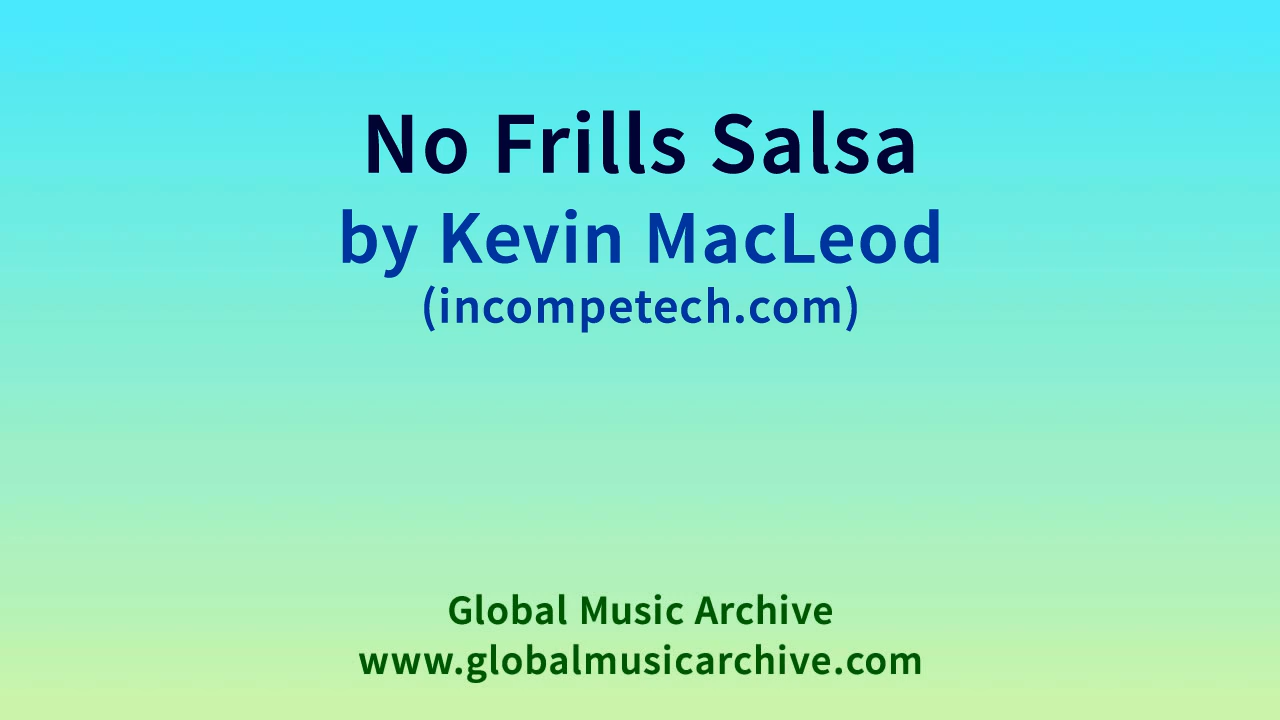 No Frills Salsa
by Kevin MacLeod
(incompetech.com)
Global Music Archive
www.globalmusicarchive.com